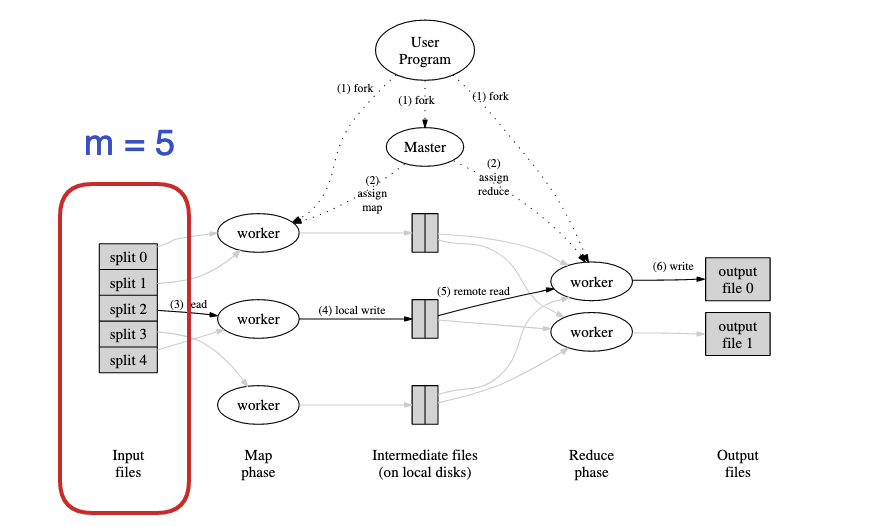 User
Program
(1) fork
(1) fork
(1) fork
m = 5
Master
(2)
assign
map
(2)
assign
reduce
worker
split 0
split 1
split 2
split 3
split 4
(3) read
worker
(4) local write
(5) remote read
worker
(6) write
output
file 0
worker
output
file 1
worker
Input
files
Map
phase
Intermediate files
(on local disks)
Reduce
phase
Output
files